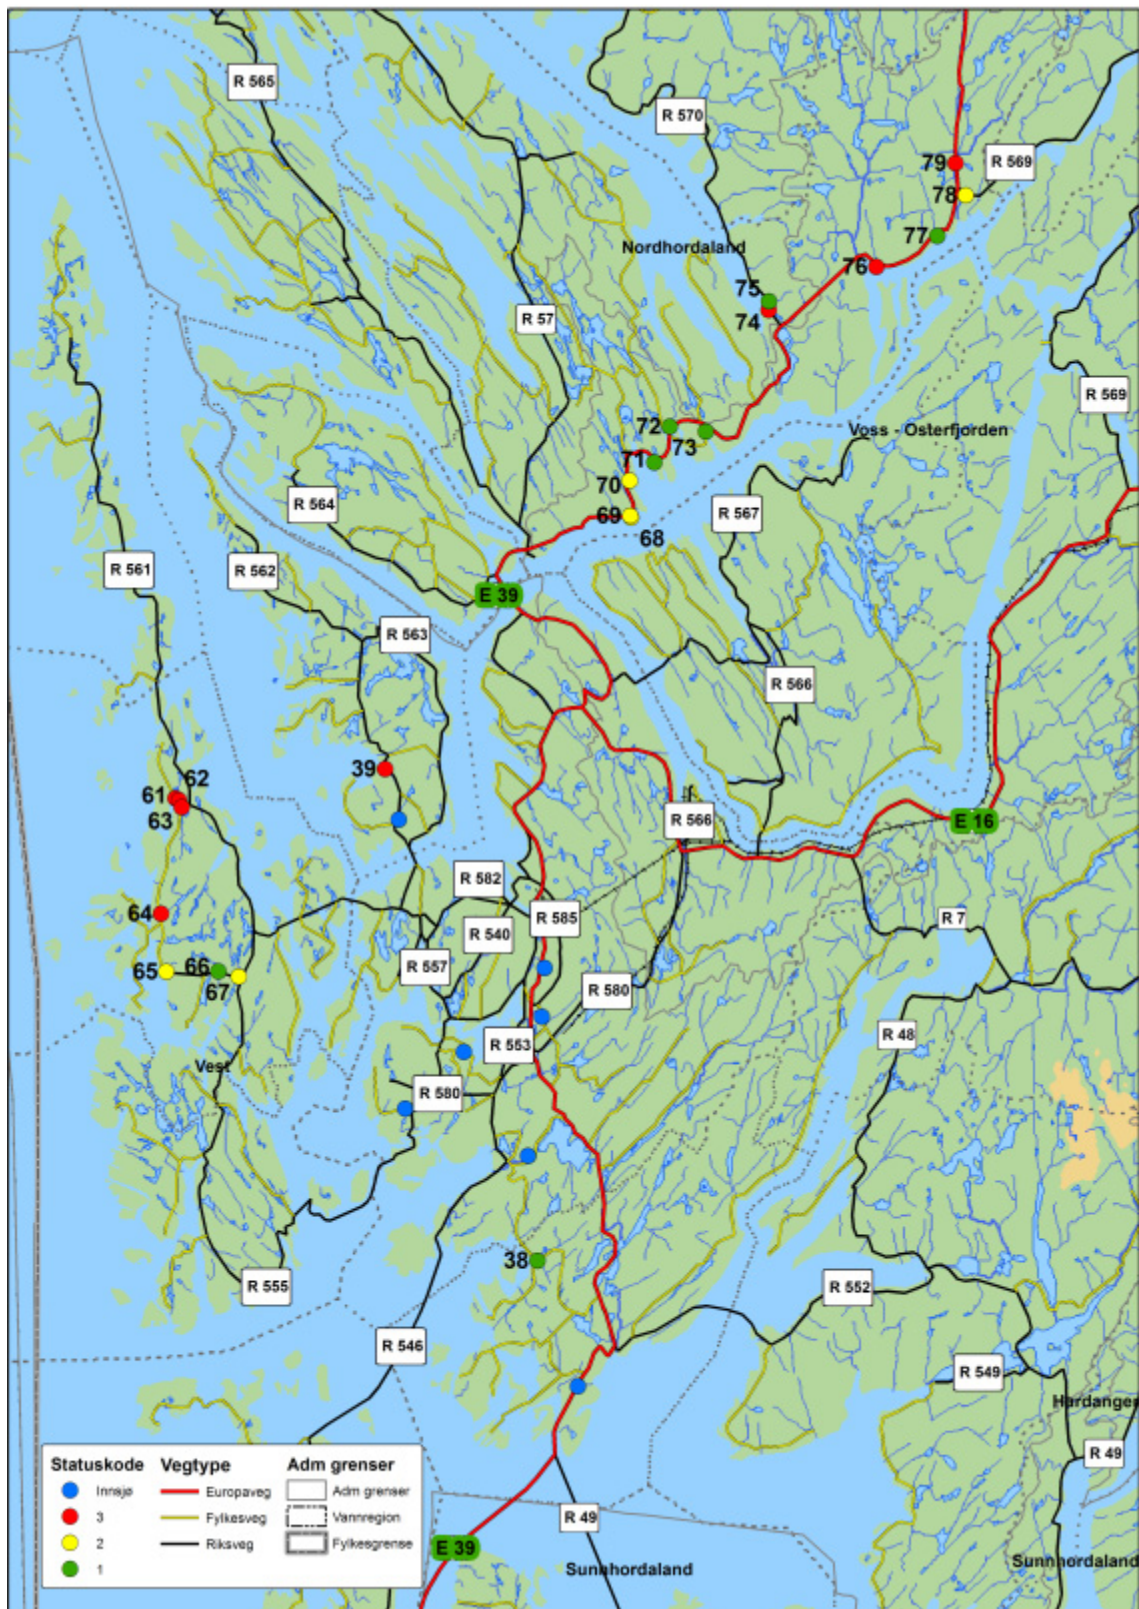 R 565
R 570
79
R 569
78
77
Nordhordaland
76
75
74
R 57
R 569
72
73
71
Voss - Osterfjorden
70
R 564
R 567
69
68
R 561
R 562
E 39
R 563
R 566
39
62
61
63
R 566
E 16
R 582
64
R 585
R 7
R 540
66
65
R 557
67
R 580
R 48
R 553
Vest
R 580
38
R 555
R 552
R 546
R 549
Hardanger
R 49
Statuskode
Innsjø
3
2
1
Vegtype
Europaveg
Fylkesveg
Riksveg
Adm grenser
Adm grenser
Vannregion
Fylkesgrense
R 49
E 39
Sunnhordaland
Sunnhordaland